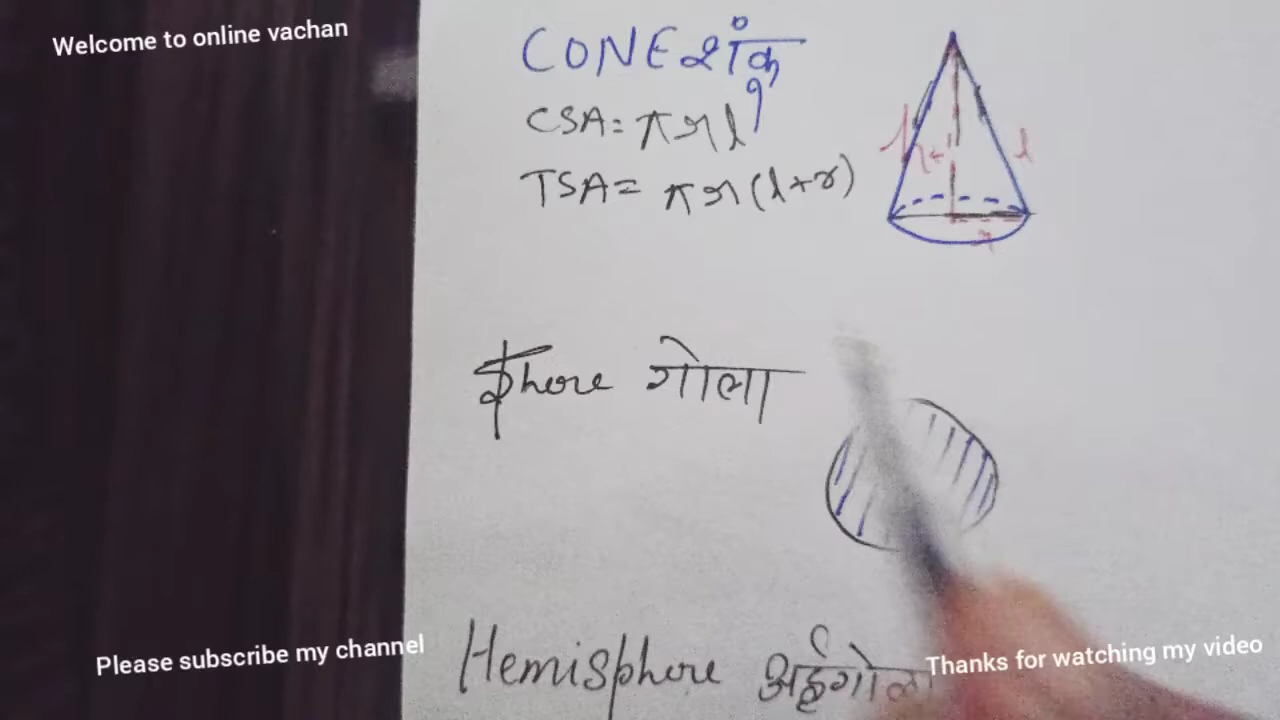 Welcome to online vachan
CONE शंकु
CSA = πrl
TSA = πr(l+r)
h
l
r
Sphere गोला
Hemisphere अर्द्धगोला
Please subscribe my channel
Thanks for watching my video